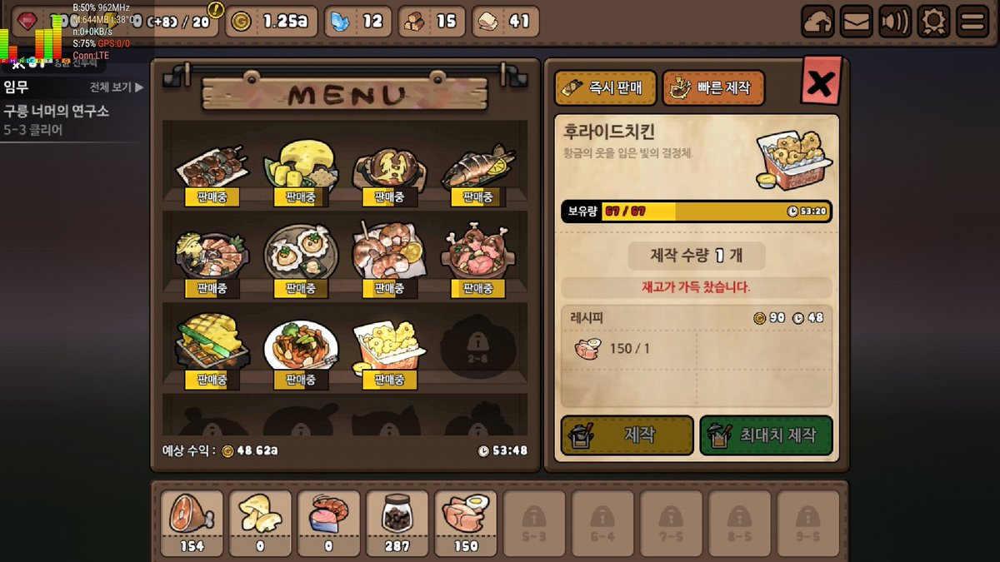 B:50% 962MHz
M:644MB t:38°C
n:0+0KB/s
S:75% GPS:0/0
Conn:LTE
0 (+8) / 20
1.25a
12
15
41
임무
전체 보기 ▶
구릉 너머의 연구소
5-3 클리어
MENU
판매중 판매중 판매중 판매중
판매중 판매중 판매중 판매중
판매중 판매중 판매중 2-8
예상 수익 : 48.62a 53:48
즉시 판매
빠른 제작
후라이드치킨
황금의 옷을 입은 빛의 결정체.
CHICKEN
보유량 67 / 67 53:20
제작 수량 1 개
재고가 가득 찼습니다.
레시피 90 48
150 / 1
제작
최대치 제작
154 0 0 287 150 5-3 6-4 7-5 8-5 9-5